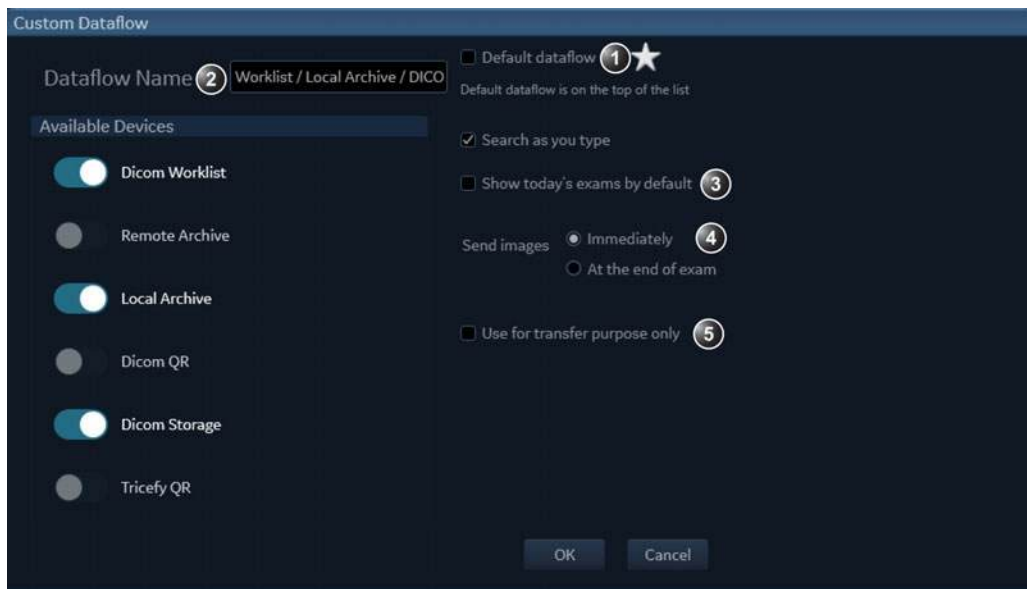 Custom Dataflow
Dataflow Name 2 Worklist / Local Archive / DICO
Default dataflow 1
Default dataflow is on the top of the list
Available Devices
Search as you type
Dicom Worklist
Show today's exams by default 3
Remote Archive
Send images Immediately 4
At the end of exam
Local Archive
Use for transfer purpose only 5
Dicom QR
Dicom Storage
Tricefy QR
OK Cancel